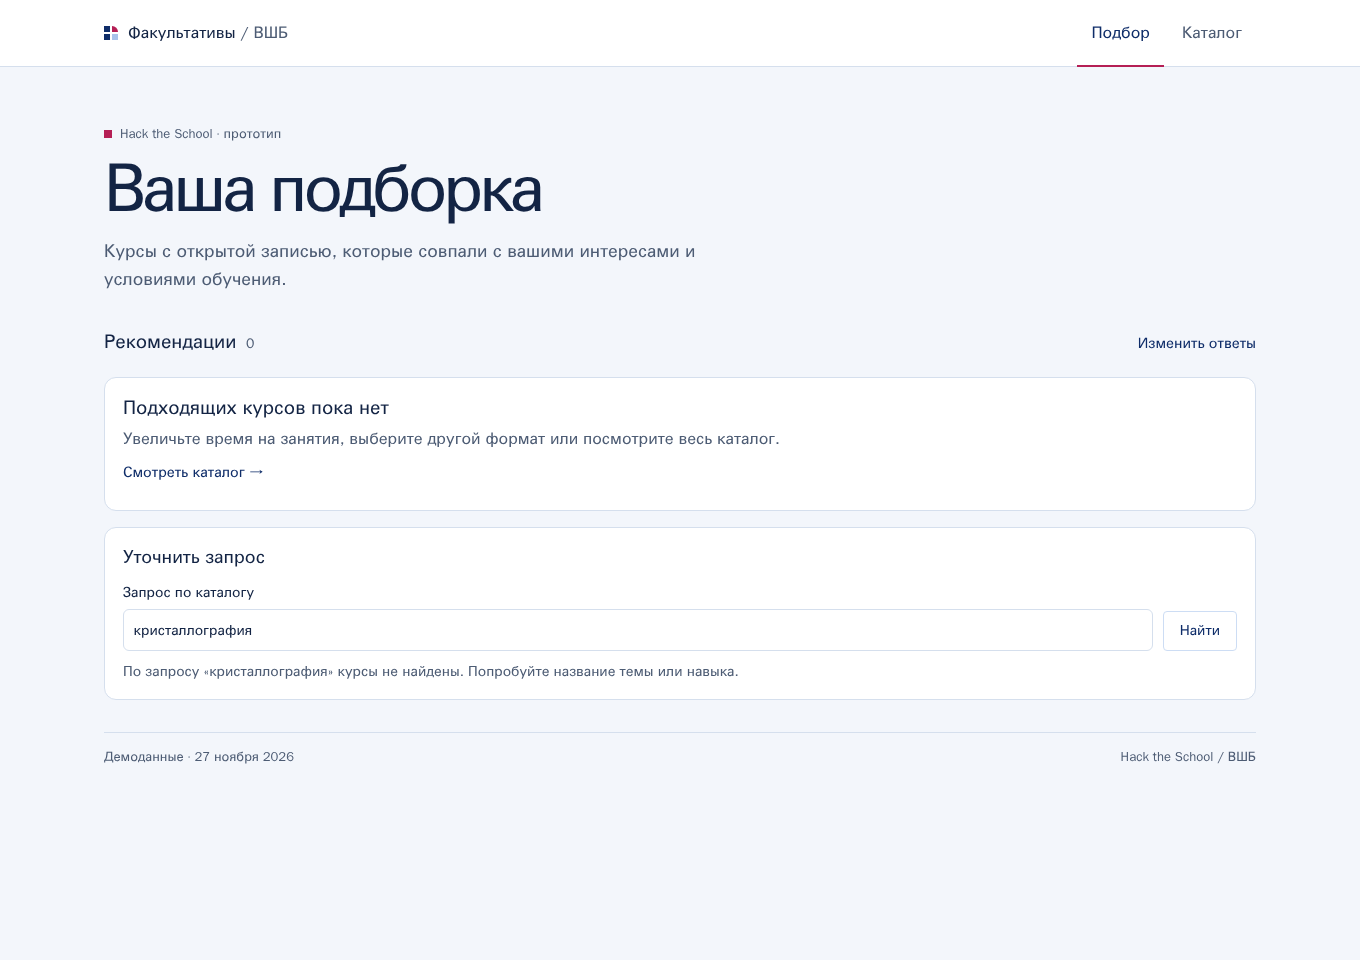 Факультативы / ВШБ
Подбор
Каталог
Hack the School · прототип
Ваша подборка
Курсы с открытой записью, которые совпали с вашими интересами и
условиями обучения.
Рекомендации 0
Изменить ответы
Подходящих курсов пока нет
Увеличьте время на занятия, выберите другой формат или посмотрите весь каталог.
Смотреть каталог →
Уточнить запрос
Запрос по каталогу
кристаллография
Найти
По запросу «кристаллография» курсы не найдены. Попробуйте название темы или навыка.
Демоданные · 27 ноября 2026
Hack the School / ВШБ